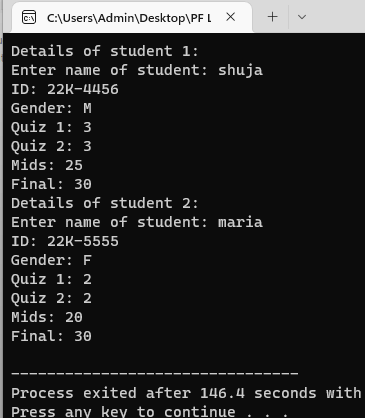 C:\Users\Admin\Desktop\PF L
Details of student 1:
Enter name of student: shuja
ID: 22K-4456
Gender: M
Quiz 1: 3
Quiz 2: 3
Mids: 25
Final: 30
Details of student 2:
Enter name of student: maria
ID: 22K-5555
Gender: F
Quiz 1: 2
Quiz 2: 2
Mids: 20
Final: 30
--------------------------------
Process exited after 146.4 seconds with
Press any key to continue . . .